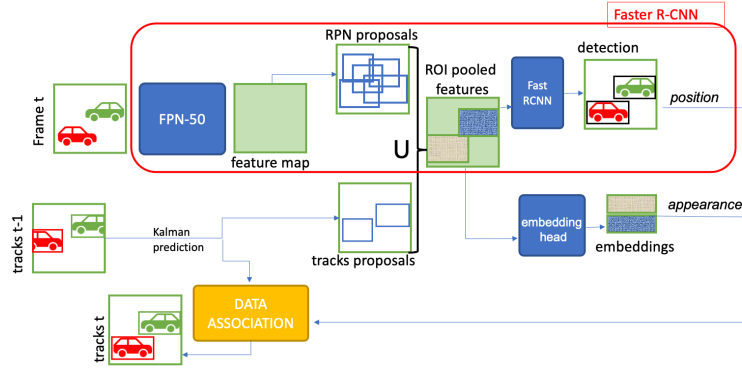 Faster R-CNN
RPN proposals
ROI pooled
features
detection
Frame t
FPN-50
feature map
Fast
RCNN
position
U
tracks t-1
Kalman
prediction
tracks proposals
embedding
head
appearance
embeddings
DATA
ASSOCIATION
tracks t